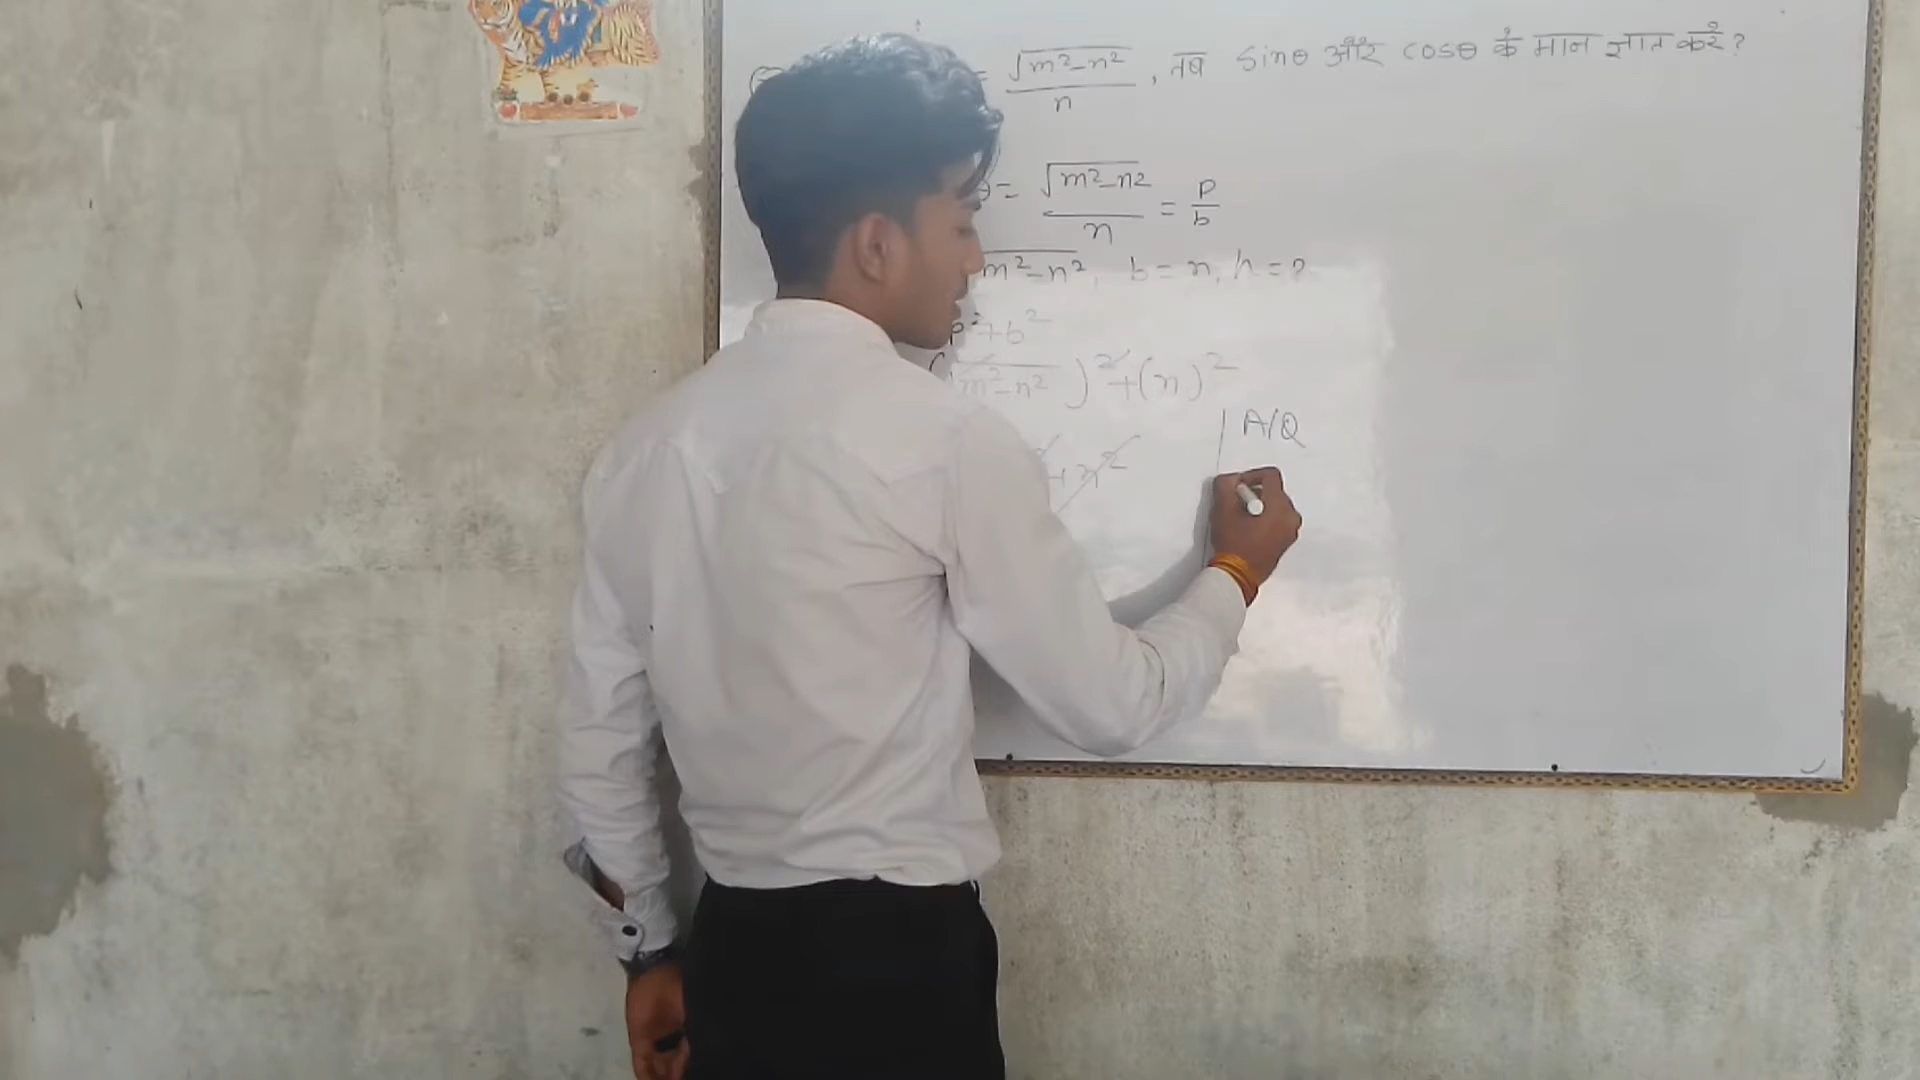 = √m²-n² / n , तब sinθ और cosθ के मान ज्ञात करें?
θ = √m²-n² / n = p/b
m²-n², b = n, h = ?
p²+b²
(√m²-n²)²+(n)²
+n²
A/Q